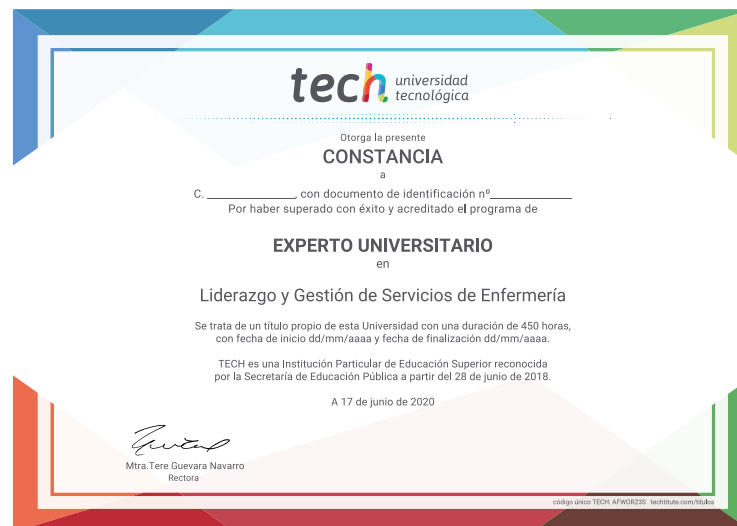 tech universidad
tecnológica
Otorga la presente
CONSTANCIA
a
C. ________________, con documento de identificación nº______________
Por haber superado con éxito y acreditado el programa de
EXPERTO UNIVERSITARIO
en
Liderazgo y Gestión de Servicios de Enfermería
Se trata de un título propio de esta Universidad con una duración de 450 horas,
con fecha de inicio dd/mm/aaaa y fecha de finalización dd/mm/aaaa.
TECH es una Institución Particular de Educación Superior reconocida
por la Secretaría de Educación Pública a partir del 28 de junio de 2018.
A 17 de junio de 2020
Mtra.Tere Guevara Navarro
Rectora
código único TECH: AFWOR23S techtitute.com/titulos